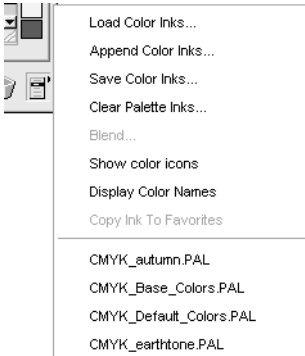 Load Color Inks...
Append Color Inks...
Save Color Inks...
Clear Palette Inks...
Blend...
Show color icons
Display Color Names
Copy Ink To Favorites
CMYK_autumn.PAL
CMYK_Base_Colors.PAL
CMYK_Default_Colors.PAL
CMYK_earthtone.PAL